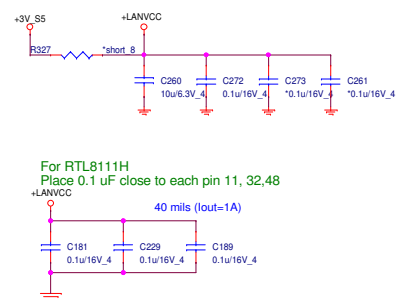 +3V_S5
+LANVCC
R327
*short_8
C260
10u/6.3V_4
C272
0.1u/16V_4
C273
*0.1u/16V_4
C261
*0.1u/16V_4
For RTL8111H
Place 0.1 uF close to each pin 11, 32,48
+LANVCC
40 mils (Iout=1A)
C181
0.1u/16V_4
C229
0.1u/16V_4
C189
0.1u/16V_4